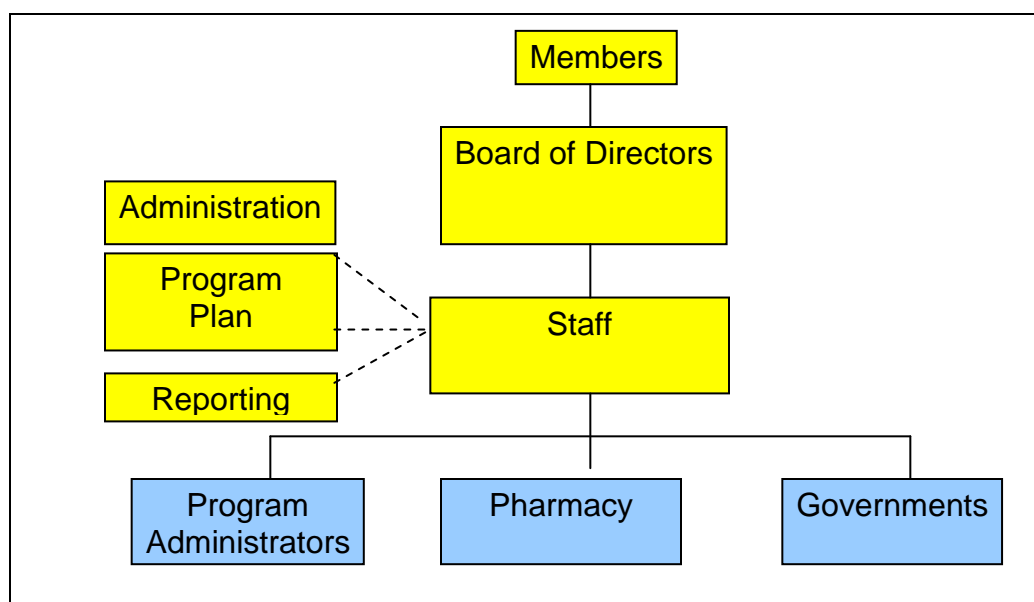 Members
Board of Directors
Administration
Program
Plan
Staff
Reporting
Program
Administrators
Pharmacy
Governments